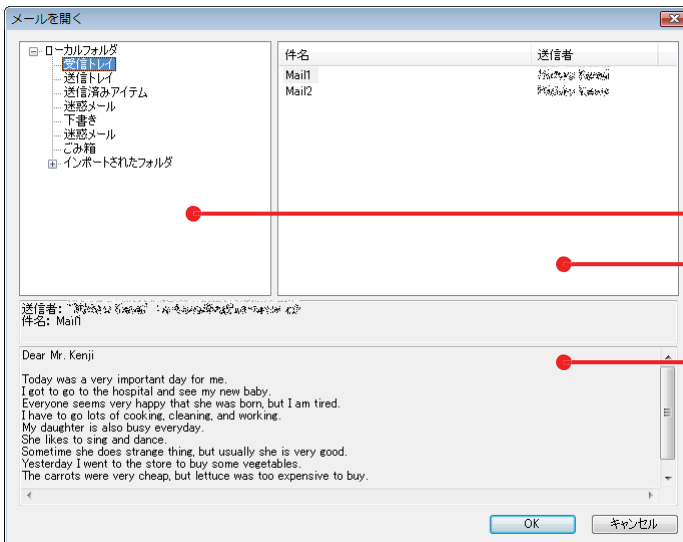 メールを開く
ローカルフォルダ
受信トレイ
送信トレイ
送信済みアイテム
迷惑メール
下書き
迷惑メール
ごみ箱
インポートされたフォルダ
件名 送信者
Mail1
Mail2
送信者:
件名: Mail1
Dear Mr. Kenji
Today was a very important day for me.
I got to go to the hospital and see my new baby.
Everyone seems very happy that she was born, but I am tired.
I have to go lots of cooking, cleaning, and working.
My daughter is also busy everyday.
She likes to sing and dance.
Sometime she does strange thing, but usually she is very good.
Yesterday I went to the store to buy some vegetables.
The carrots were very cheap, but lettuce was too expensive to buy.
OK キャンセル